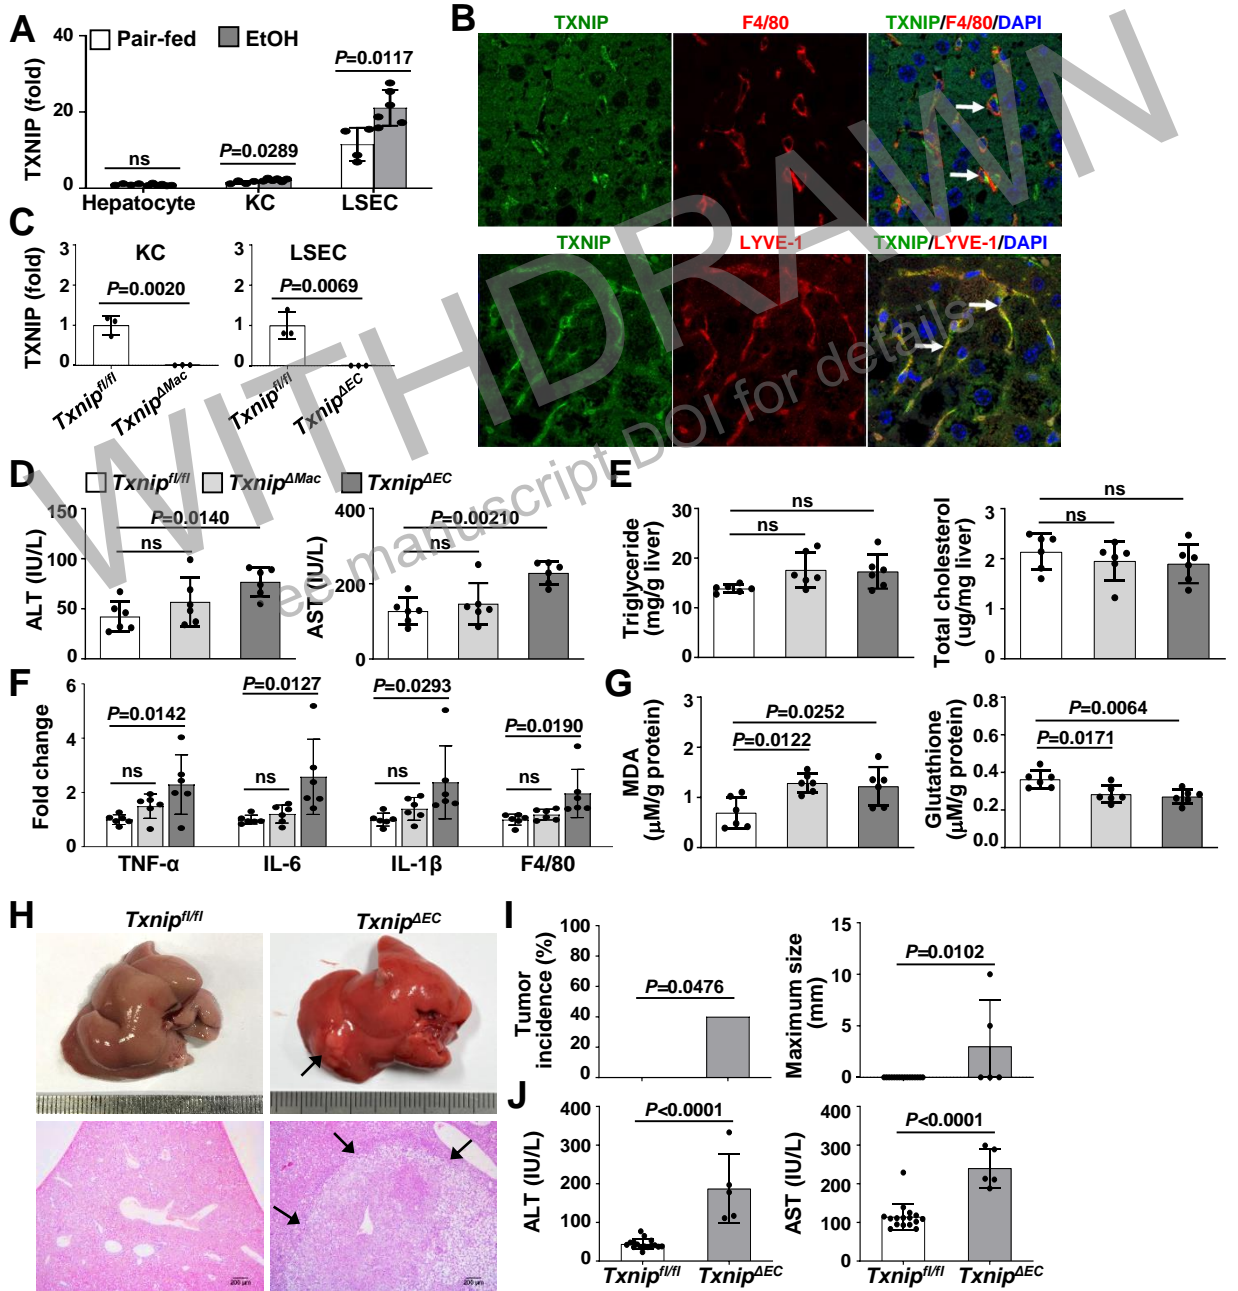 A
Pair-fed
EtOH
TXNIP (fold)
40
20
0
ns
P=0.0289
P=0.0117
Hepatocyte
KC
LSEC
B
TXNIP
F4/80
TXNIP/F4/80/DAPI
TXNIP
LYVE-1
TXNIP/LYVE-1/DAPI
C
TXNIP (fold)
KC
3
2
1
0
P=0.0020
Txnipfl/fl
TxnipΔMac
LSEC
3
2
1
0
P=0.0069
Txnipfl/fl
TxnipΔEC
WITHDRAWN
see manuscript DOI for details
D
Txnipfl/fl
TxnipΔMac
TxnipΔEC
ALT (IU/L)
150
100
50
0
P=0.0140
ns
AST (IU/L)
400
200
0
P=0.00210
ns
E
Triglyceride
(mg/g liver)
30
20
10
0
ns
ns
Total cholesterol
(ug/mg liver)
3
2
1
0
ns
ns
F
Fold change
6
4
2
0
P=0.0142
ns
P=0.0127
ns
P=0.0293
ns
P=0.0190
ns
TNF-α
IL-6
IL-1β
F4/80
G
MDA
(μM/g protein)
3
2
1
0
P=0.0252
P=0.0122
Glutathione
(μM/g protein)
0.8
0.6
0.4
0.2
0.0
P=0.0064
P=0.0171
H
Txnipfl/fl
TxnipΔEC
200 μm
200 μm
I
Tumor
incidence (%)
100
80
60
40
20
0
P=0.0476
Maximum size
(mm)
15
10
5
0
P=0.0102
J
ALT (IU/L)
400
300
200
100
0
P<0.0001
Txnipfl/fl
TxnipΔEC
AST (IU/L)
400
300
200
100
0
P<0.0001
Txnipfl/fl
TxnipΔEC